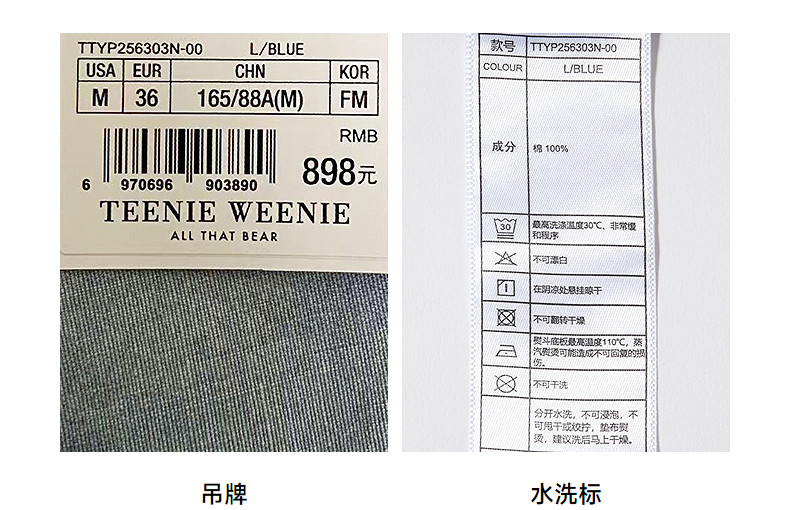 TTYP256303N-00 L/BLUE
USA EUR CHN KOR
M 36 165/88A(M) FM
RMB
898元
6 970696 903890
TEENIE WEENIE
ALL THAT BEAR
吊牌
款号 TTYP256303N-00
COLOUR L/BLUE
成分 棉 100%
30 最高洗涤温度30℃、非常缓
和程序
不可漂白
在阴凉处悬挂晾干
不可翻转干燥
熨斗底板最高温度110℃，蒸
汽熨烫可能造成不可回复的损
伤。
不可干洗
分开水洗，不可浸泡，不
可甩干或绞拧，垫布熨
烫，建议洗后马上干燥。
水洗标